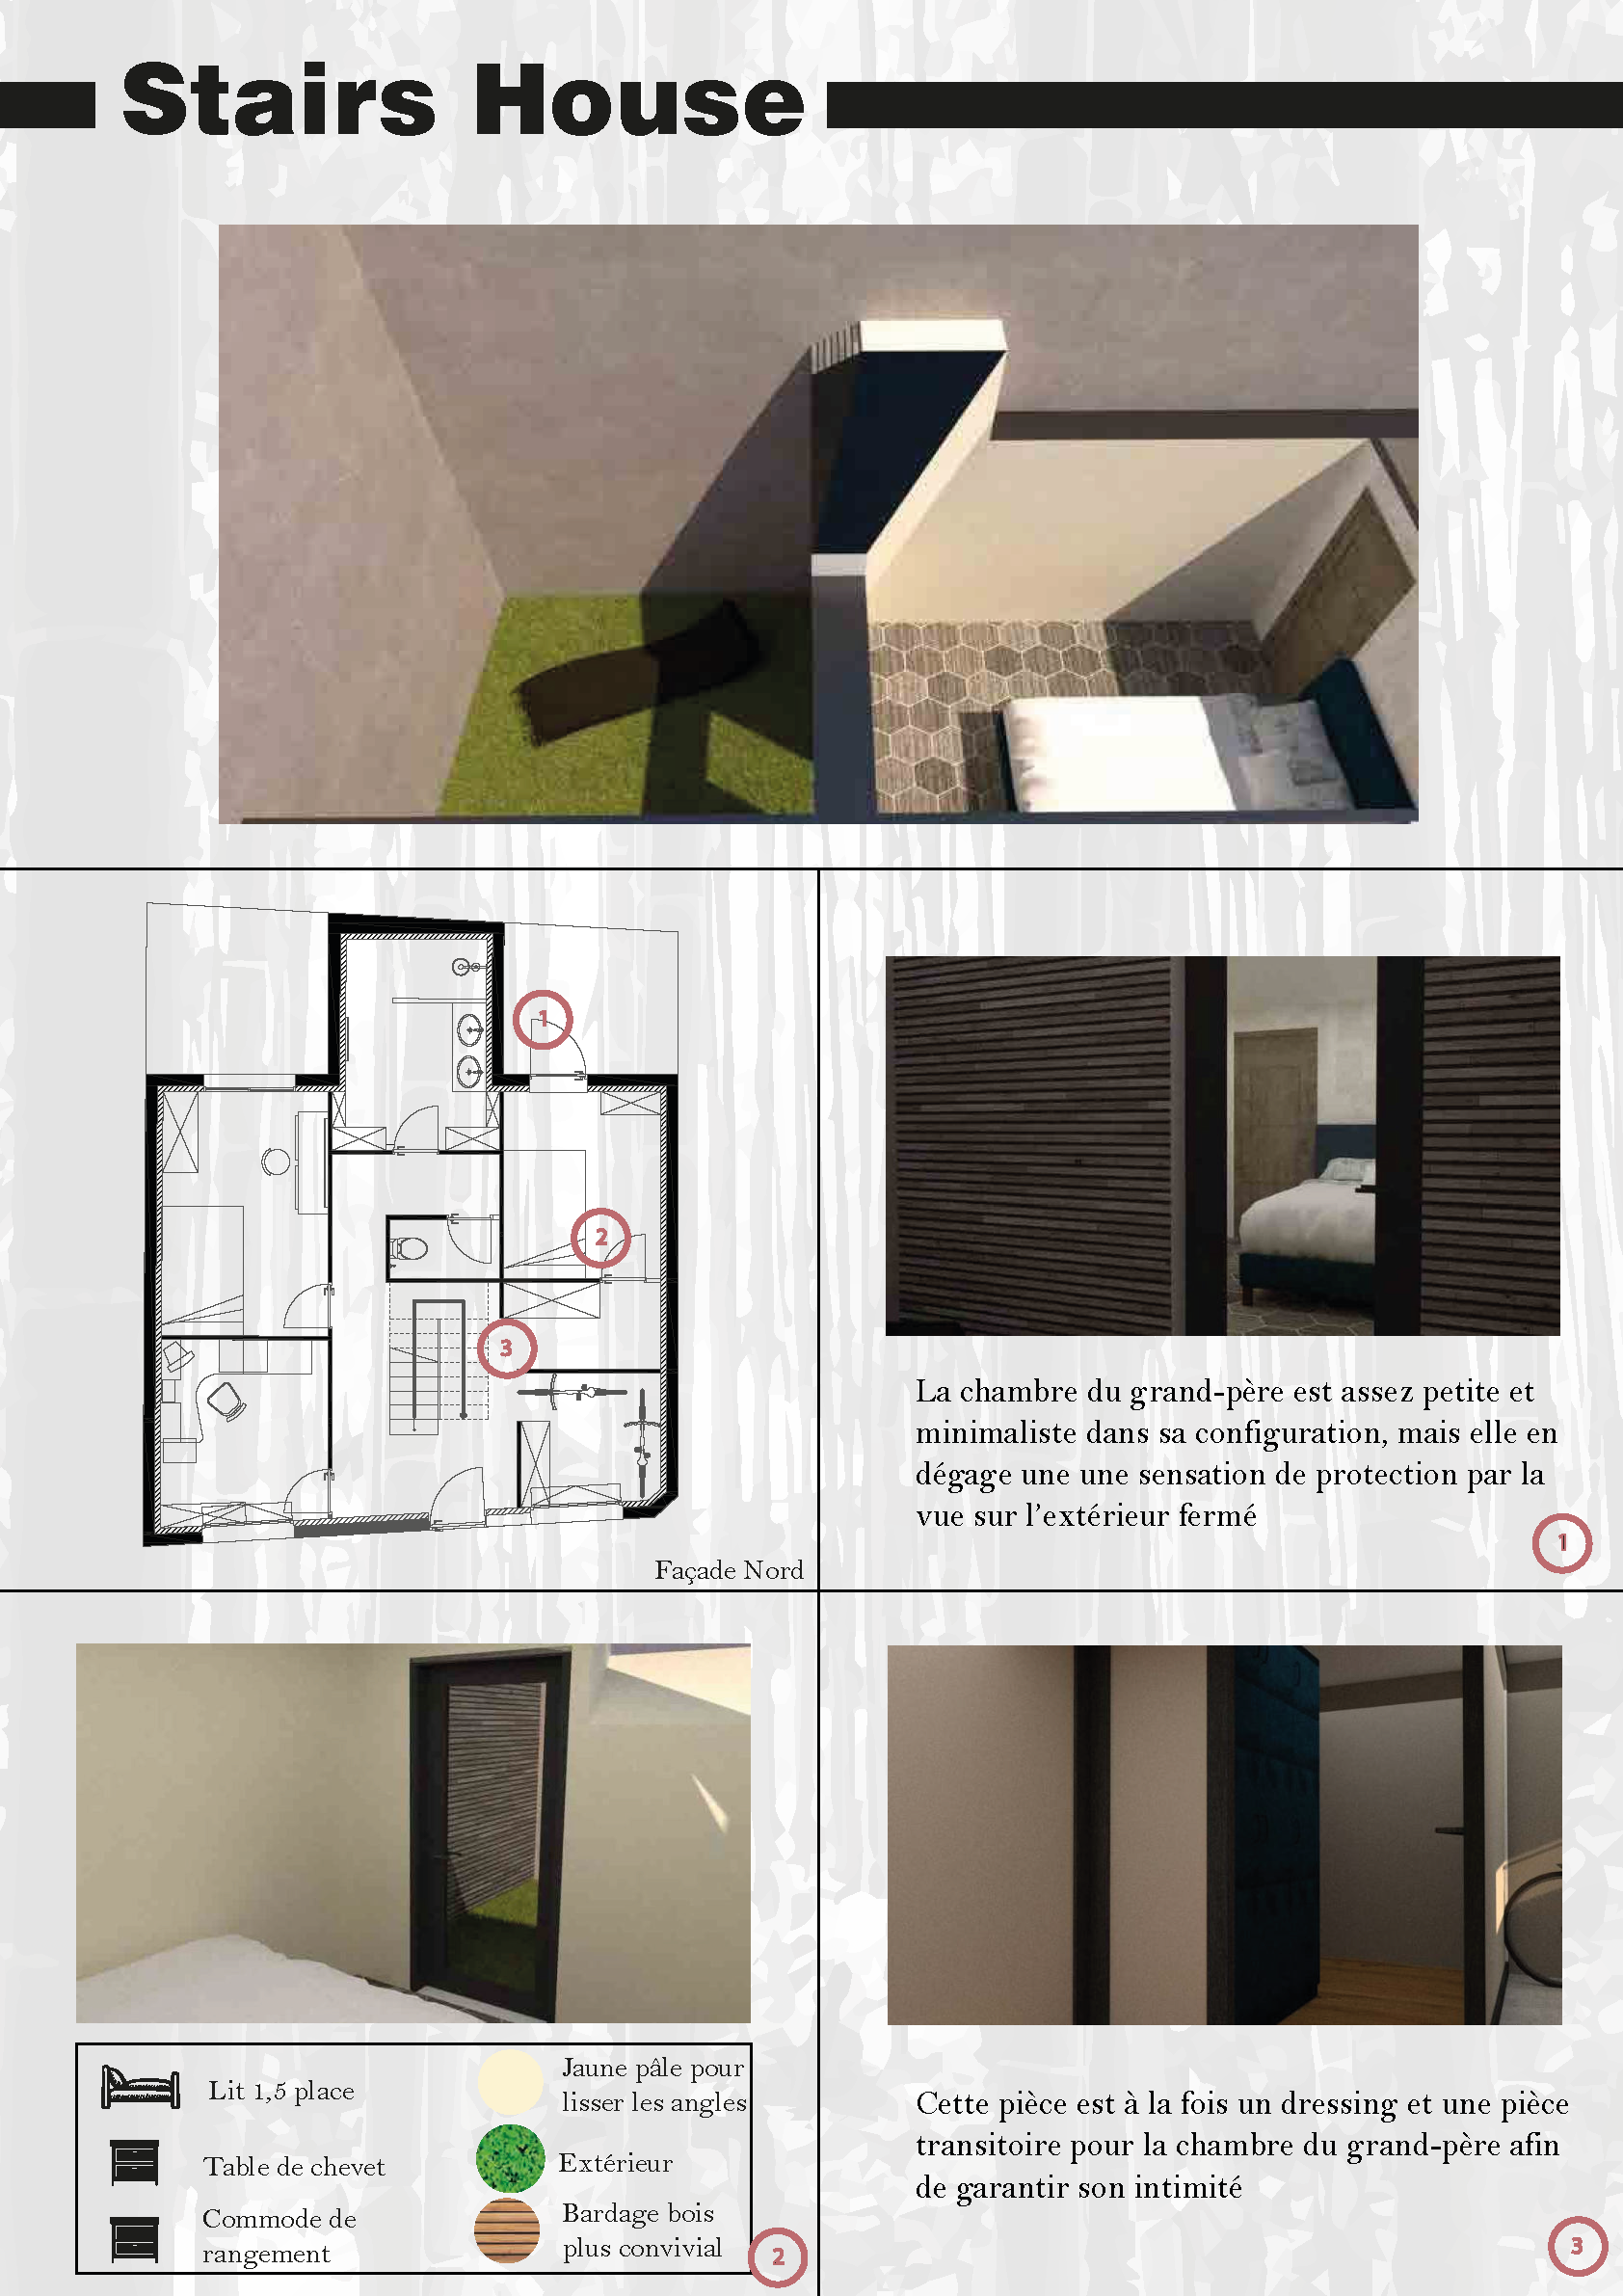 Stairs House
1
2
3
Façade Nord
La chambre du grand-père est assez petite et
minimaliste dans sa configuration, mais elle en
dégage une une sensation de protection par la
vue sur l'extérieur fermé
1
Lit 1,5 place
Table de chevet
Commode de
rangement
Jaune pâle pour
lisser les angles
Extérieur
Bardage bois
plus convivial
2
Cette pièce est à la fois un dressing et une pièce
transitoire pour la chambre du grand-père afin
de garantir son intimité
3